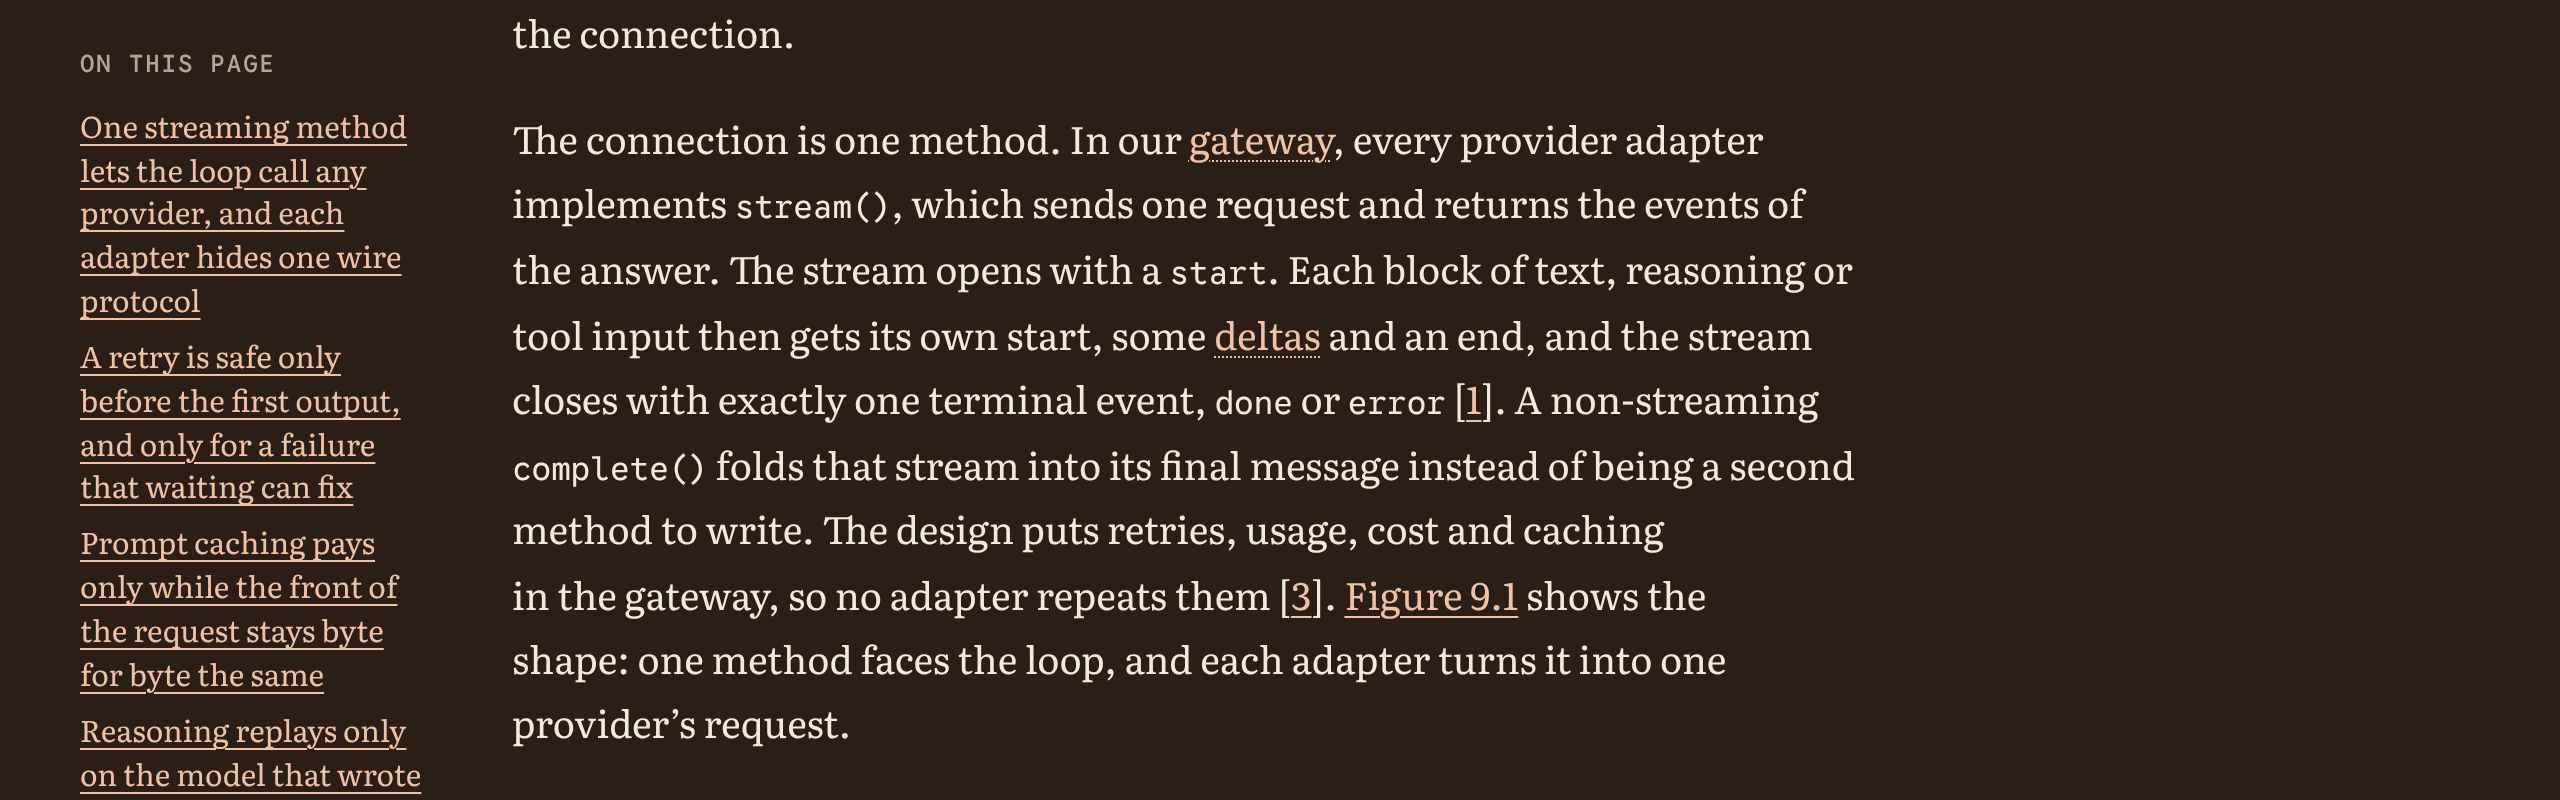 ON THIS PAGE
One streaming method
lets the loop call any
provider, and each
adapter hides one wire
protocol
A retry is safe only
before the first output,
and only for a failure
that waiting can fix
Prompt caching pays
only while the front of
the request stays byte
for byte the same
Reasoning replays only
on the model that wrote
the connection.
The connection is one method. In our gateway, every provider adapter
implements stream(), which sends one request and returns the events of
the answer. The stream opens with a start. Each block of text, reasoning or
tool input then gets its own start, some deltas and an end, and the stream
closes with exactly one terminal event, done or error [1]. A non-streaming
complete() folds that stream into its final message instead of being a second
method to write. The design puts retries, usage, cost and caching
in the gateway, so no adapter repeats them [3]. Figure 9.1 shows the
shape: one method faces the loop, and each adapter turns it into one
provider’s request.